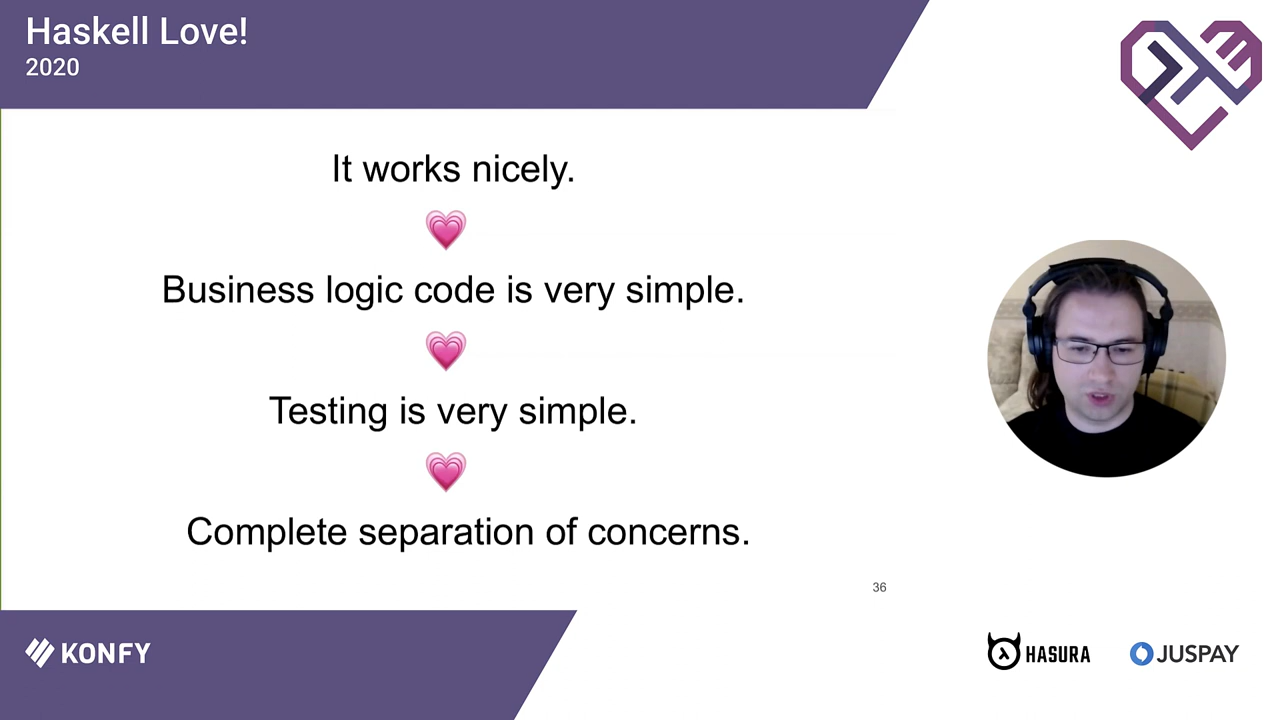 Haskell Love!
2020
It works nicely.
Business logic code is very simple.
Testing is very simple.
Complete separation of concerns.
36
KONFY
HASURA
JUSPAY